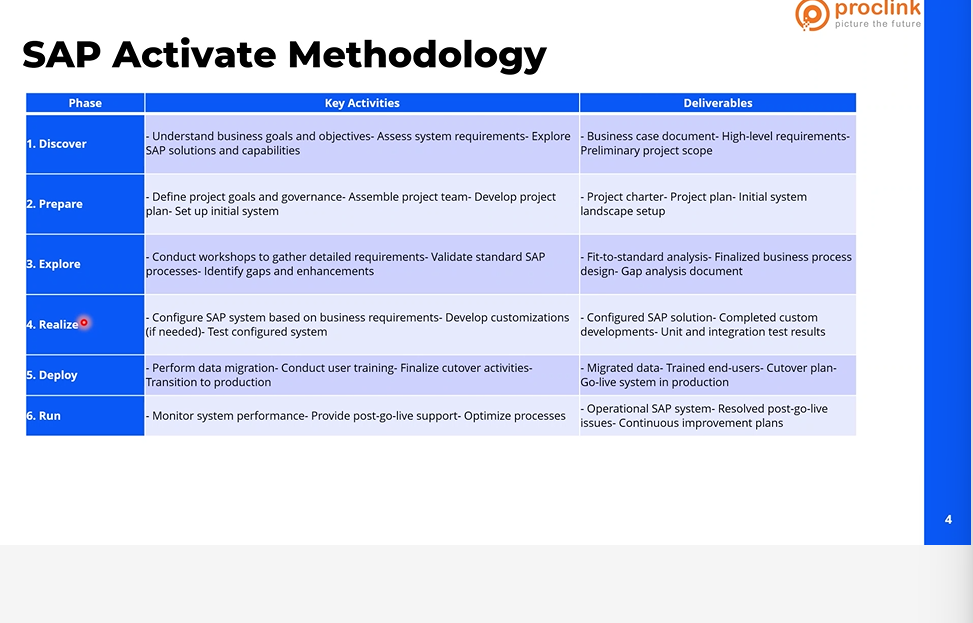 proclink
picture the future
SAP Activate Methodology
Phase
Key Activities
Deliverables
1. Discover
- Understand business goals and objectives- Assess system requirements- Explore
SAP solutions and capabilities
- Business case document- High-level requirements-
Preliminary project scope
2. Prepare
- Define project goals and governance- Assemble project team- Develop project
plan- Set up initial system
- Project charter- Project plan- Initial system
landscape setup
3. Explore
- Conduct workshops to gather detailed requirements- Validate standard SAP
processes- Identify gaps and enhancements
- Fit-to-standard analysis- Finalized business process
design- Gap analysis document
4. Realize
- Configure SAP system based on business requirements- Develop customizations
(if needed)- Test configured system
- Configured SAP solution- Completed custom
developments- Unit and integration test results
5. Deploy
- Perform data migration- Conduct user training- Finalize cutover activities-
Transition to production
- Migrated data- Trained end-users- Cutover plan-
Go-live system in production
6. Run
- Monitor system performance- Provide post-go-live support- Optimize processes
- Operational SAP system- Resolved post-go-live
issues- Continuous improvement plans
4